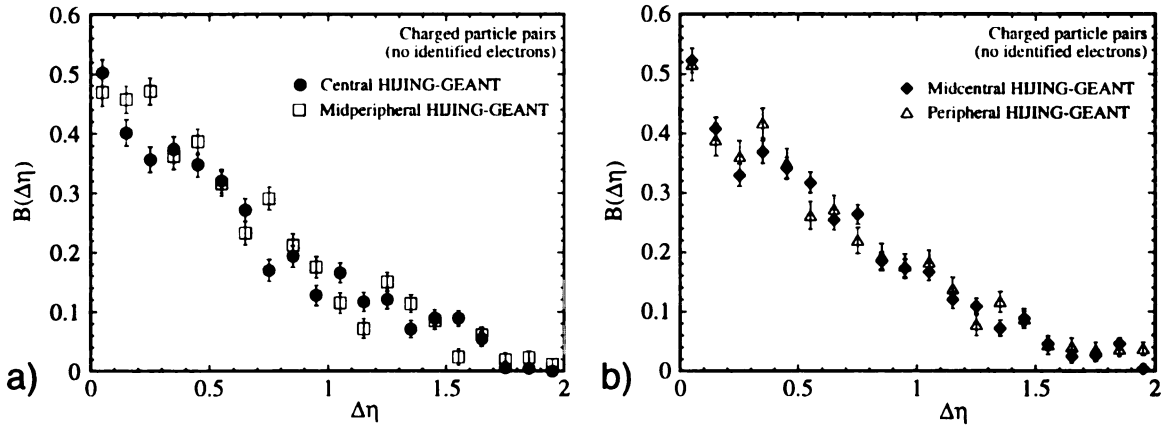 0.6
0.5
0.4
0.3
0.2
0.1
0
B(Δη)
Charged particle pairs
(no identified electrons)
Central HIJING-GEANT
Midperipheral HIJING-GEANT
0
0.5
1
1.5
2
Δη
a)
0.6
0.5
0.4
0.3
0.2
0.1
0
B(Δη)
Charged particle pairs
(no identified electrons)
Midcentral HIJING-GEANT
Peripheral HIJING-GEANT
0
0.5
1
1.5
2
Δη
b)